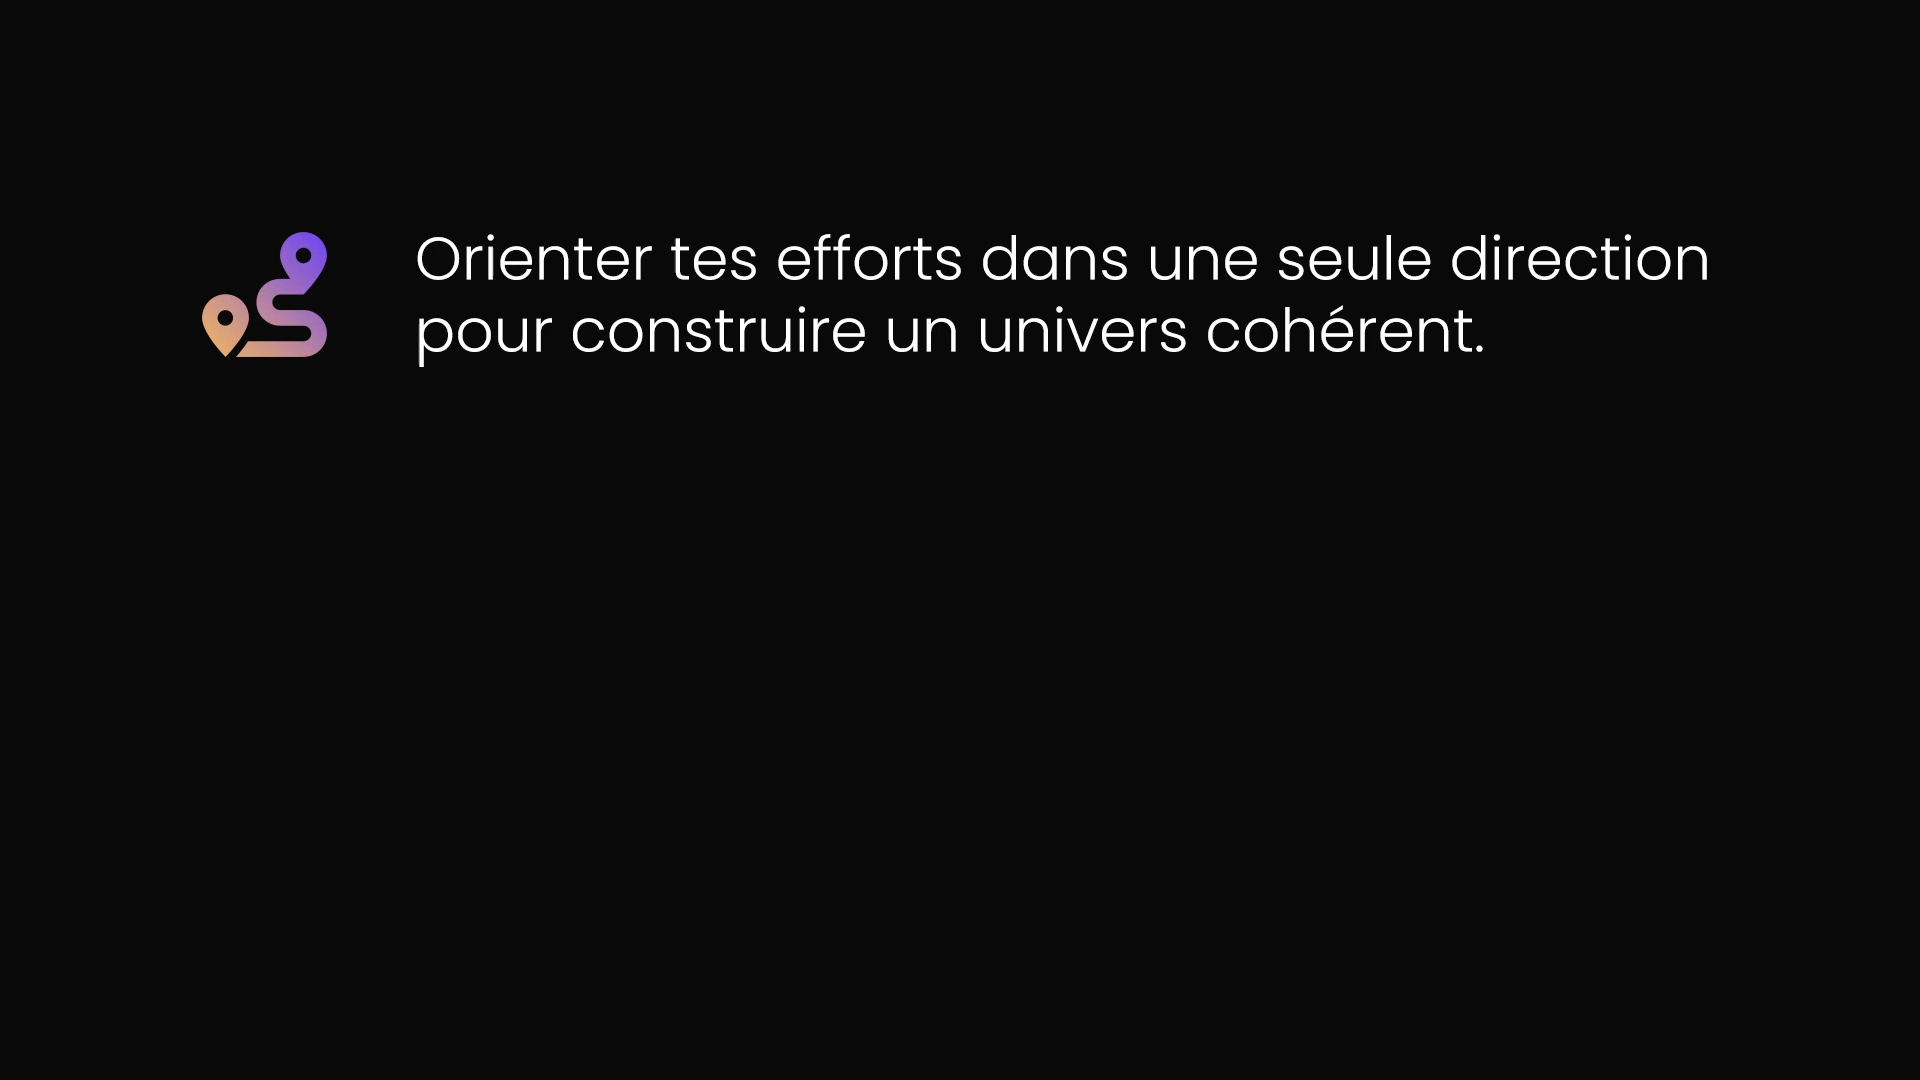 Orienter tes efforts dans une seule direction
pour construire un univers cohérent.